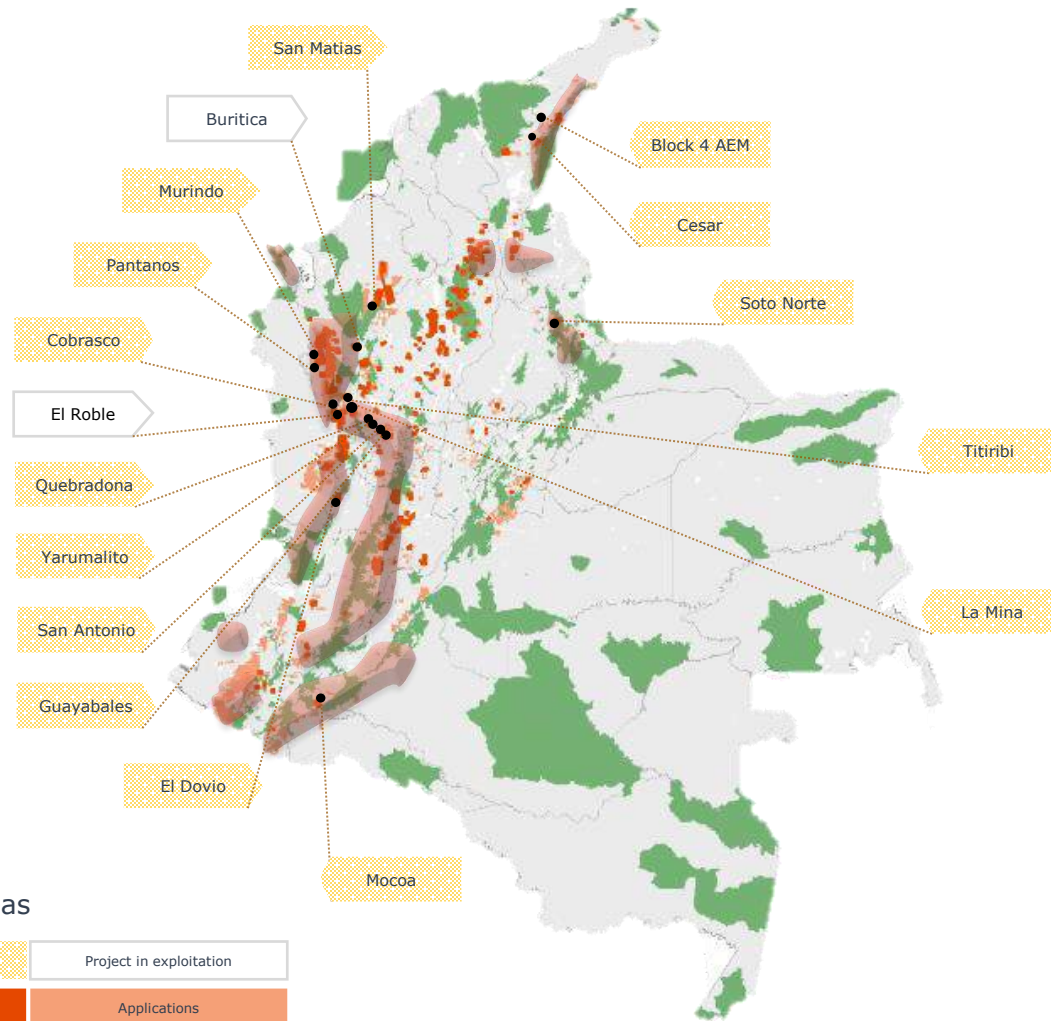 San Matias
Buritica
Block 4 AEM
Murindo
Cesar
Pantanos
Soto Norte
Cobrasco
El Roble
Titiribi
Quebradona
Yarumalito
La Mina
San Antonio
Guayabales
El Dovio
Mocoa
as
Project in exploitation
Applications